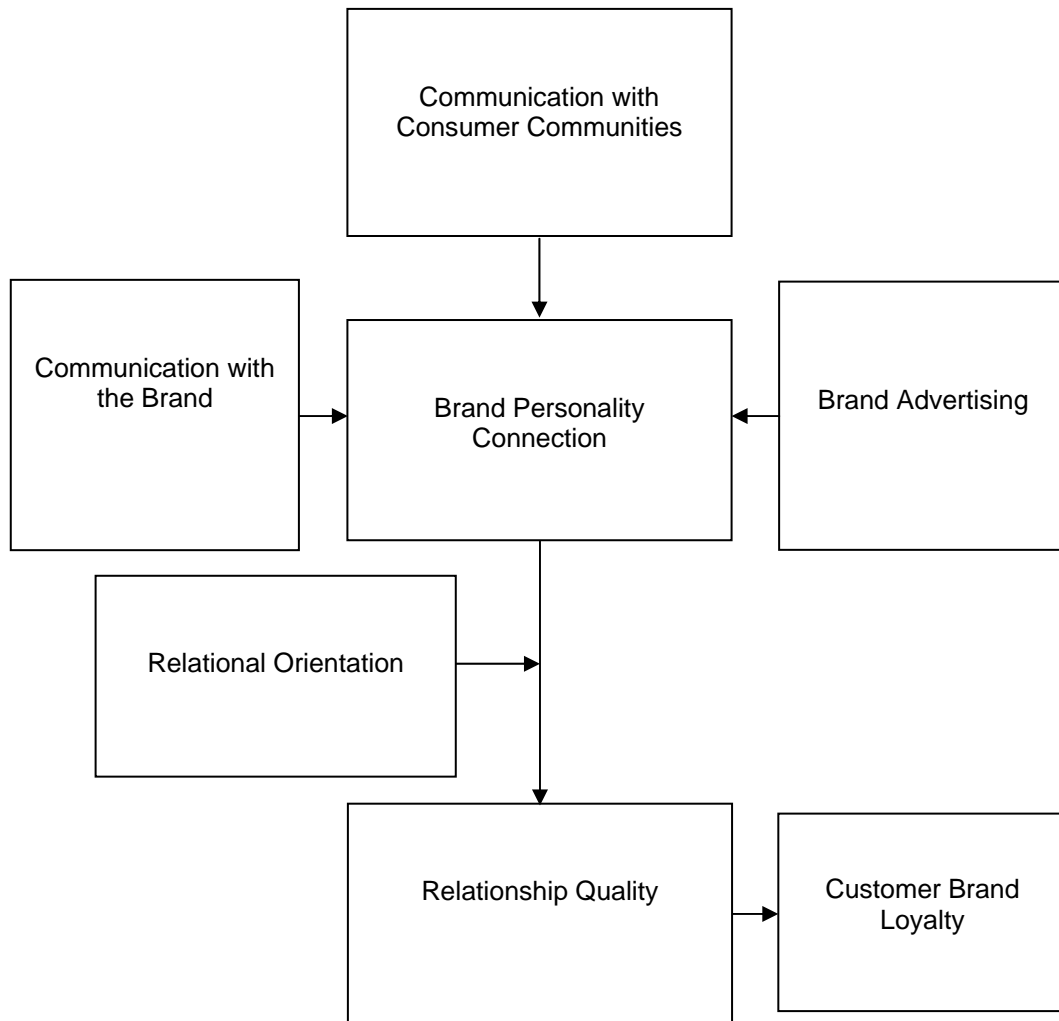 Communication with
Consumer Communities
Communication with
the Brand
Brand Personality
Connection
Brand Advertising
Relational Orientation
Relationship Quality
Customer Brand
Loyalty